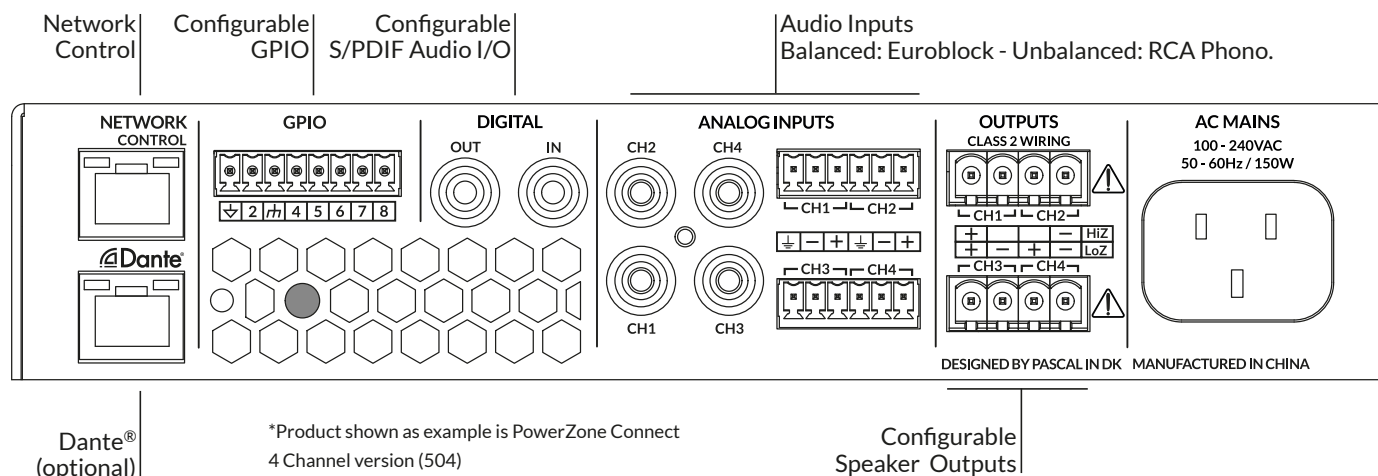 Network
Control
Configurable
GPIO
Configurable
S/PDIF Audio I/O
Audio Inputs
Balanced: Euroblock - Unbalanced: RCA Phono.
NETWORK
CONTROL
GPIO
DIGITAL
OUT IN
ANALOG INPUTS
CH2 CH4
CH1 CH2
OUTPUTS
CLASS 2 WIRING
CH1 CH2
AC MAINS
100 - 240VAC
50 - 60Hz / 150W
2 4 5 6 7 8
Dante®
− + − +
+ − HiZ
+ − + − LoZ
CH3 CH4
CH3 CH4
CH1 CH3
DESIGNED BY PASCAL IN DK MANUFACTURED IN CHINA
Dante®
(optional)
*Product shown as example is PowerZone Connect
4 Channel version (504)
Configurable
Speaker Outputs